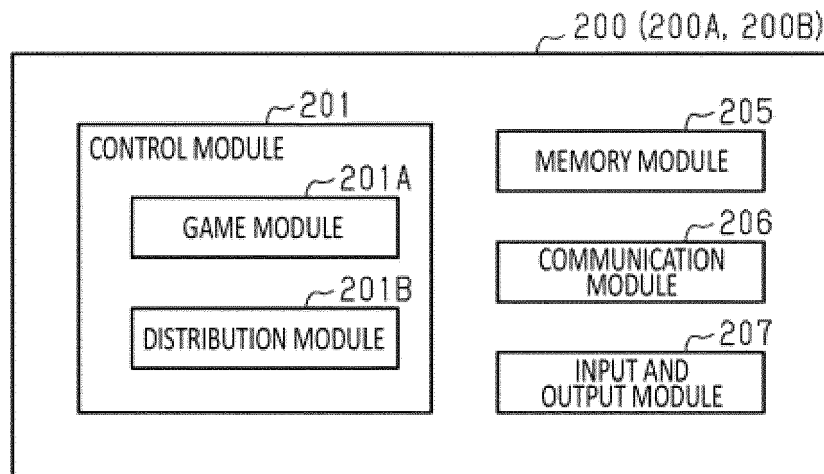 200 (200A, 200B)
201
CONTROL MODULE
201A
GAME MODULE
201B
DISTRIBUTION MODULE
205
MEMORY MODULE
206
COMMUNICATION
MODULE
207
INPUT AND
OUTPUT MODULE